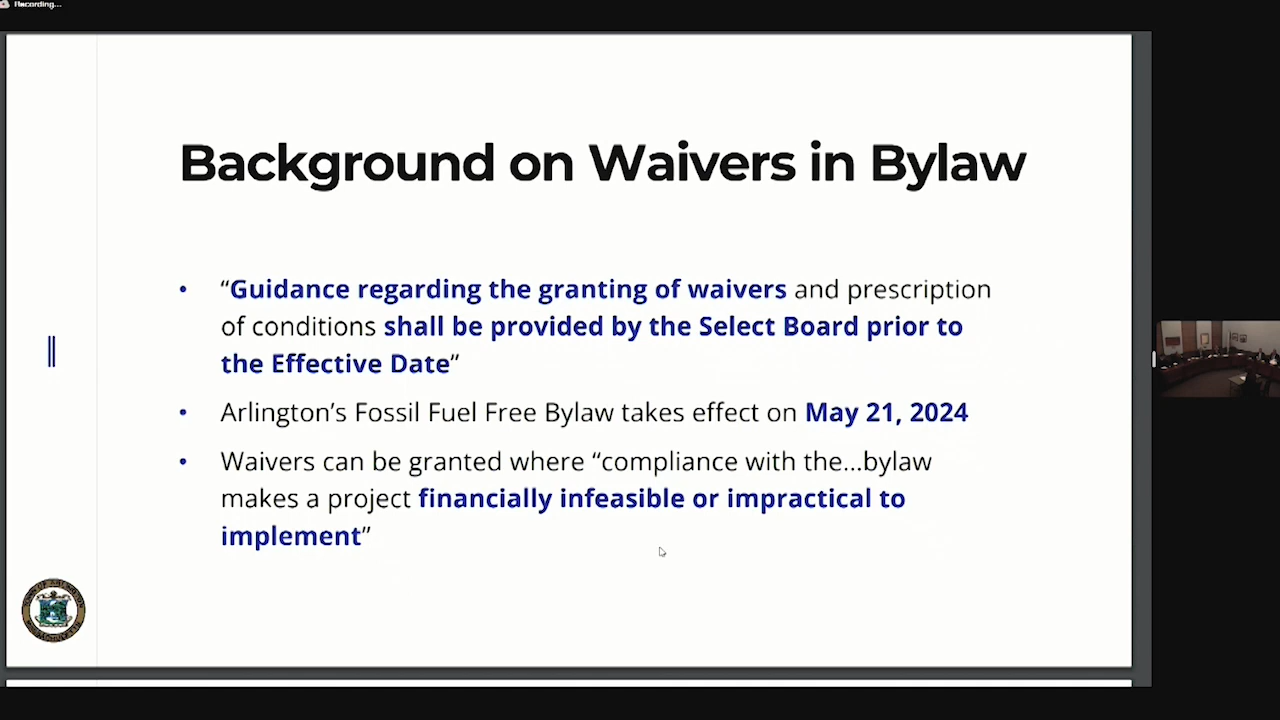 Recording...
Background on Waivers in Bylaw
• “Guidance regarding the granting of waivers and prescription
of conditions shall be provided by the Select Board prior to
the Effective Date”
• Arlington’s Fossil Fuel Free Bylaw takes effect on May 21, 2024
• Waivers can be granted where “compliance with the...bylaw
makes a project financially infeasible or impractical to
implement”